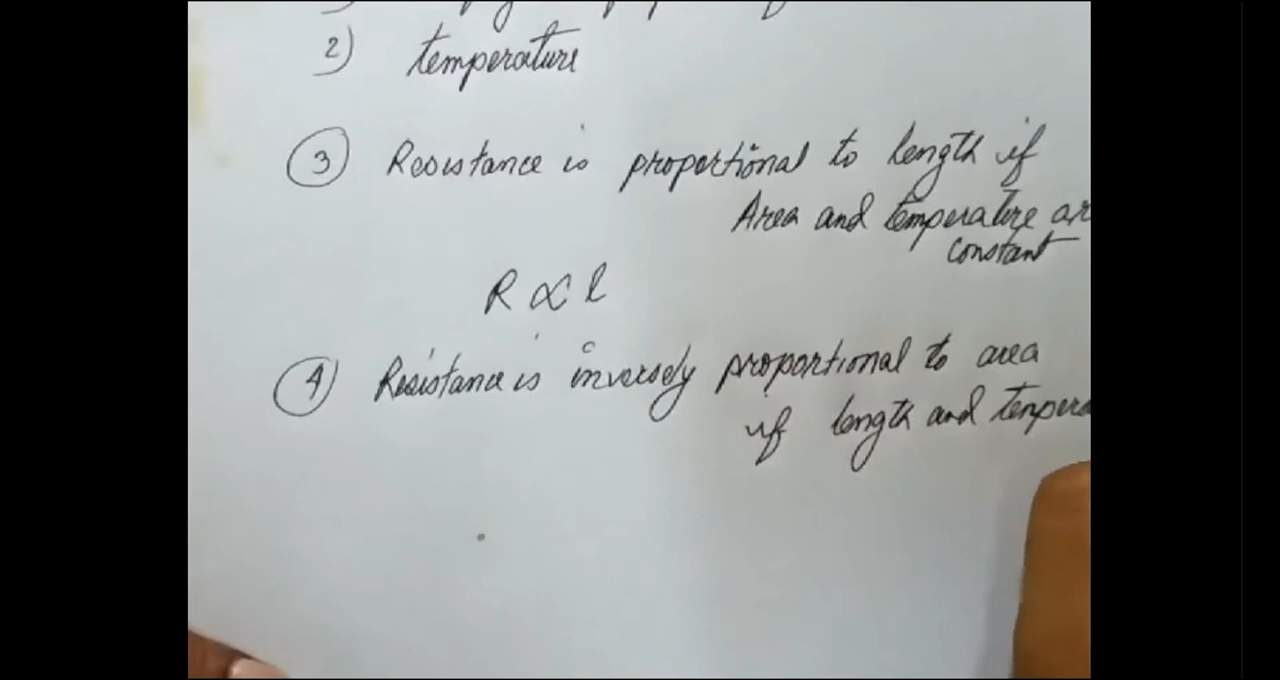 2) temperature
③ Resistance is proportional to length if
Area and temperature ar
constant
R ∝ l
④ Resistance is inversely proportional to area
if length and tempera